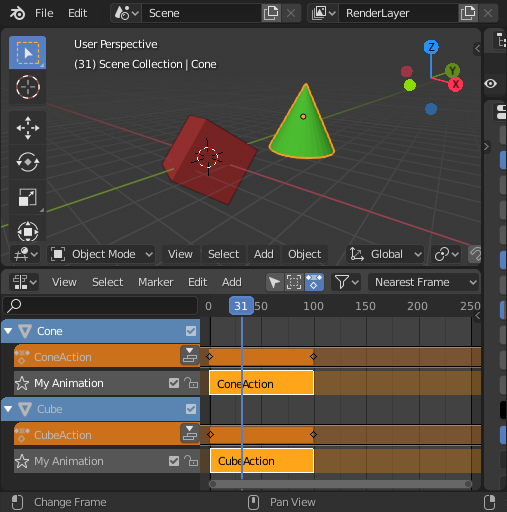 File Edit Scene RenderLayer
User Perspective
(31) Scene Collection | Cone
Z
Y
X
Object Mode View Select Add Object Global
View Select Marker Edit Add Nearest Frame
0 31 50 100 150 200 250
Cone
ConeAction
My Animation ConeAction
Cube
CubeAction
My Animation CubeAction
Change Frame Pan View